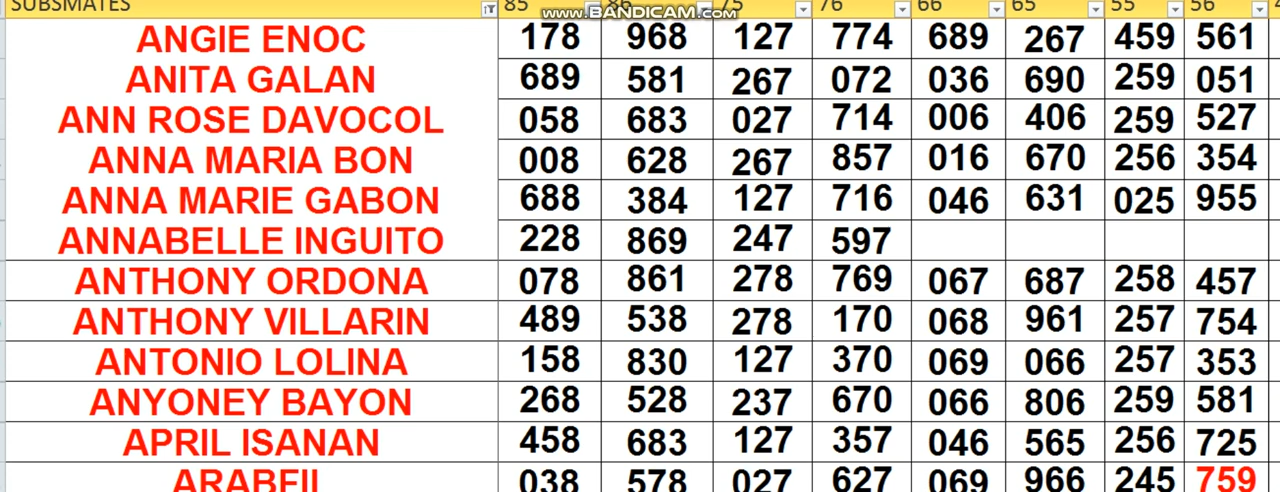 SUBSMATES 85 86 75 76 66 65 55 56
www.BANDICAM.com
ANGIE ENOC 178 968 127 774 689 267 459 561
ANITA GALAN 689 581 267 072 036 690 259 051
ANN ROSE DAVOCOL 058 683 027 714 006 406 259 527
ANNA MARIA BON 008 628 267 857 016 670 256 354
ANNA MARIE GABON 688 384 127 716 046 631 025 955
ANNABELLE INGUITO 228 869 247 597
ANTHONY ORDONA 078 861 278 769 067 687 258 457
ANTHONY VILLARIN 489 538 278 170 068 961 257 754
ANTONIO LOLINA 158 830 127 370 069 066 257 353
ANYONEY BAYON 268 528 237 670 066 806 259 581
APRIL ISANAN 458 683 127 357 046 565 256 725
038 578 027 627 069 966 245 759